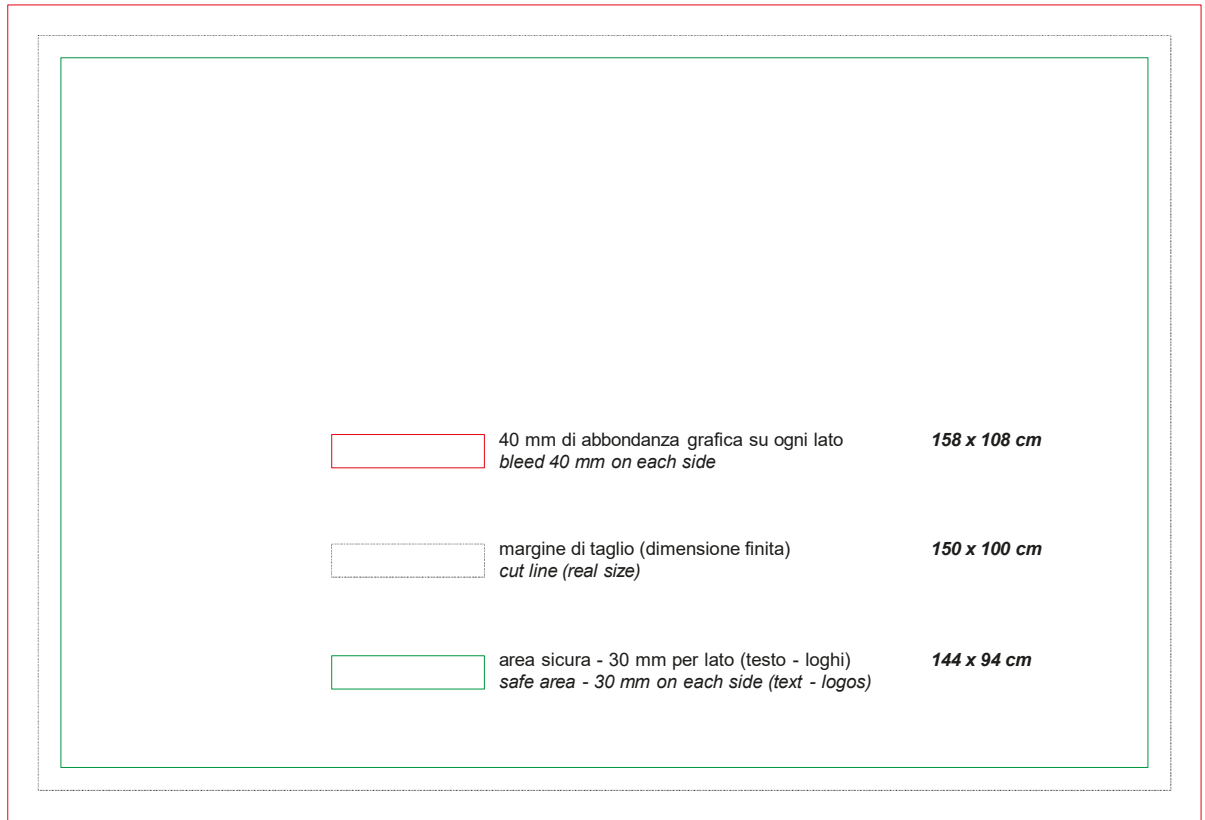 40 mm di abbondanza grafica su ogni lato
bleed 40 mm on each side
158 x 108 cm
margine di taglio (dimensione finita)
cut line (real size)
150 x 100 cm
area sicura - 30 mm per lato (testo - loghi)
safe area - 30 mm on each side (text - logos)
144 x 94 cm